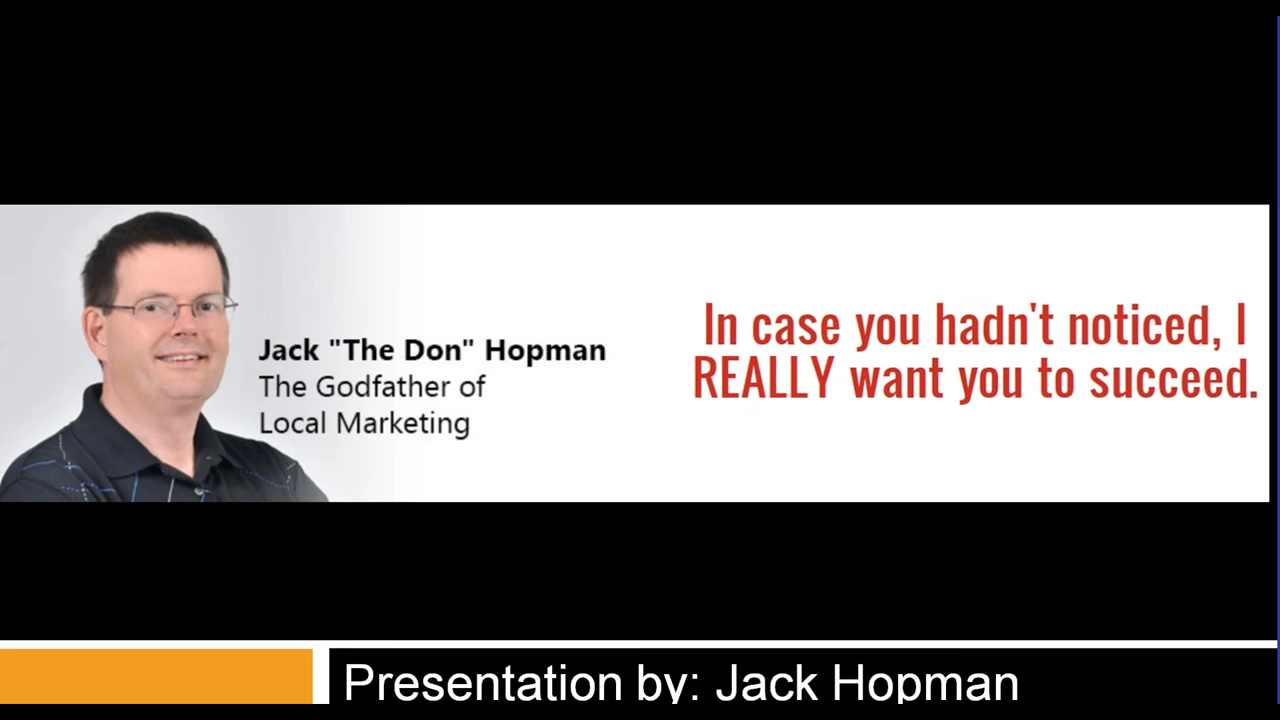 Jack "The Don" Hopman
The Godfather of
Local Marketing
In case you hadn't noticed, I
REALLY want you to succeed.
Presentation by: Jack Hopman